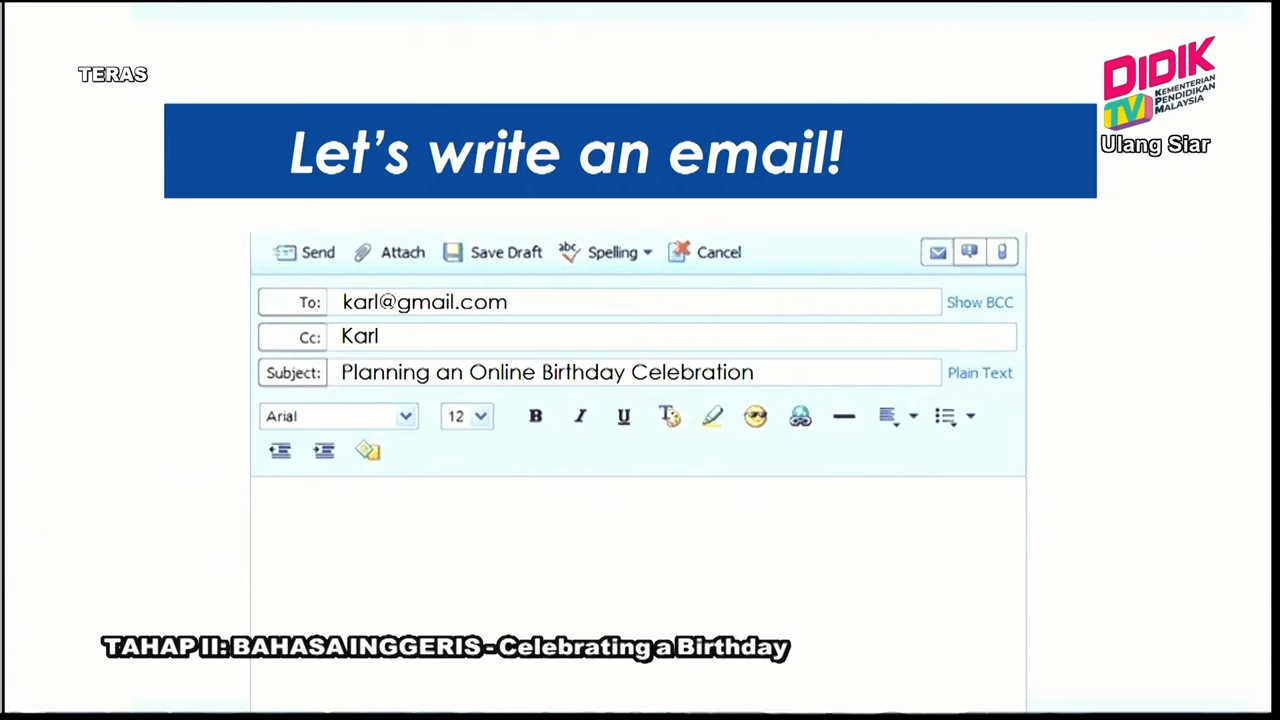 TERAS
DIDIK
TV
KEMENTERIAN
PENDIDIKAN
MALAYSIA
Ulang Siar
Let's write an email!
Send Attach Save Draft abc Spelling Cancel
To: karl@gmail.com Show BCC
Cc: Karl
Subject: Planning an Online Birthday Celebration Plain Text
Arial 12 B I U T
TAHAP II: BAHASA INGGERIS - Celebrating a Birthday